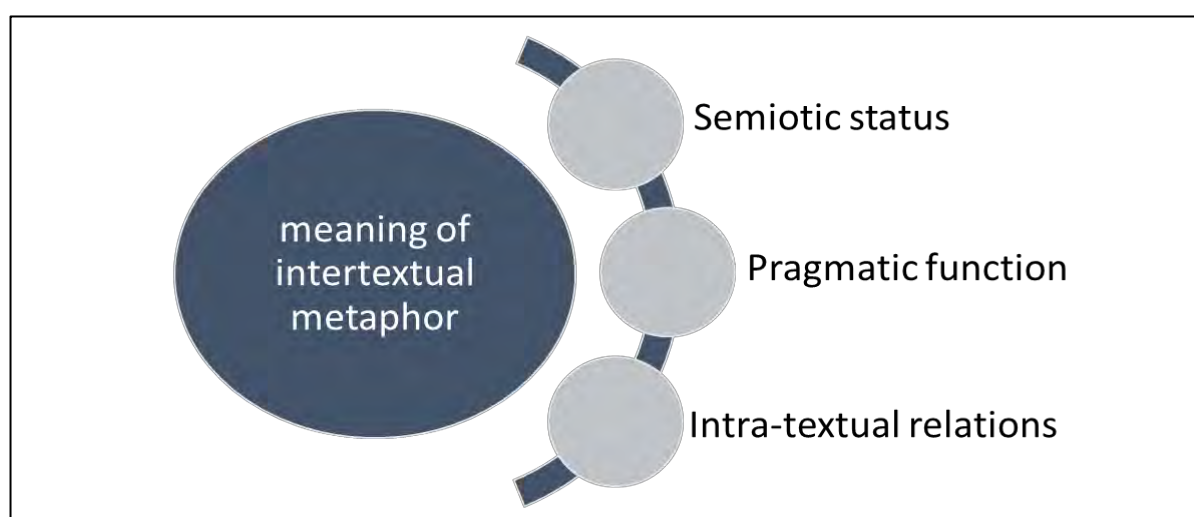 meaning of
intertextual
metaphor
Semiotic status
Pragmatic function
Intra-textual relations